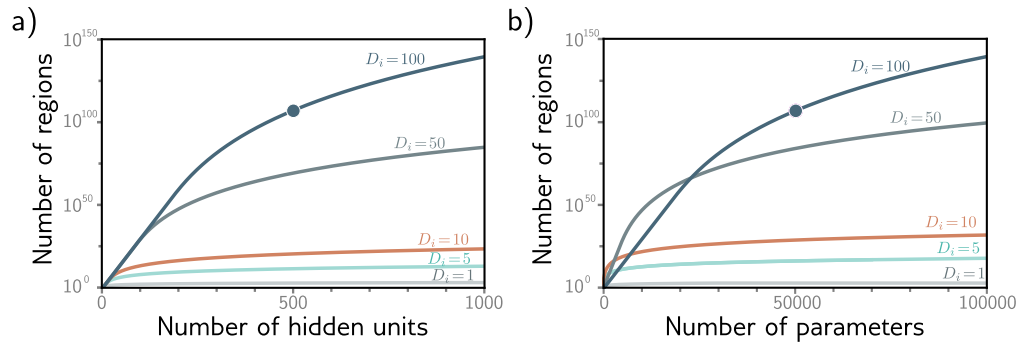 a)
Number of regions
10^150
10^100
10^50
10^0
D_i=100
D_i=50
D_i=10
D_i=5
D_i=1
0
500
1000
Number of hidden units
b)
Number of regions
10^150
10^100
10^50
10^0
D_i=100
D_i=50
D_i=10
D_i=5
D_i=1
0
50000
100000
Number of parameters